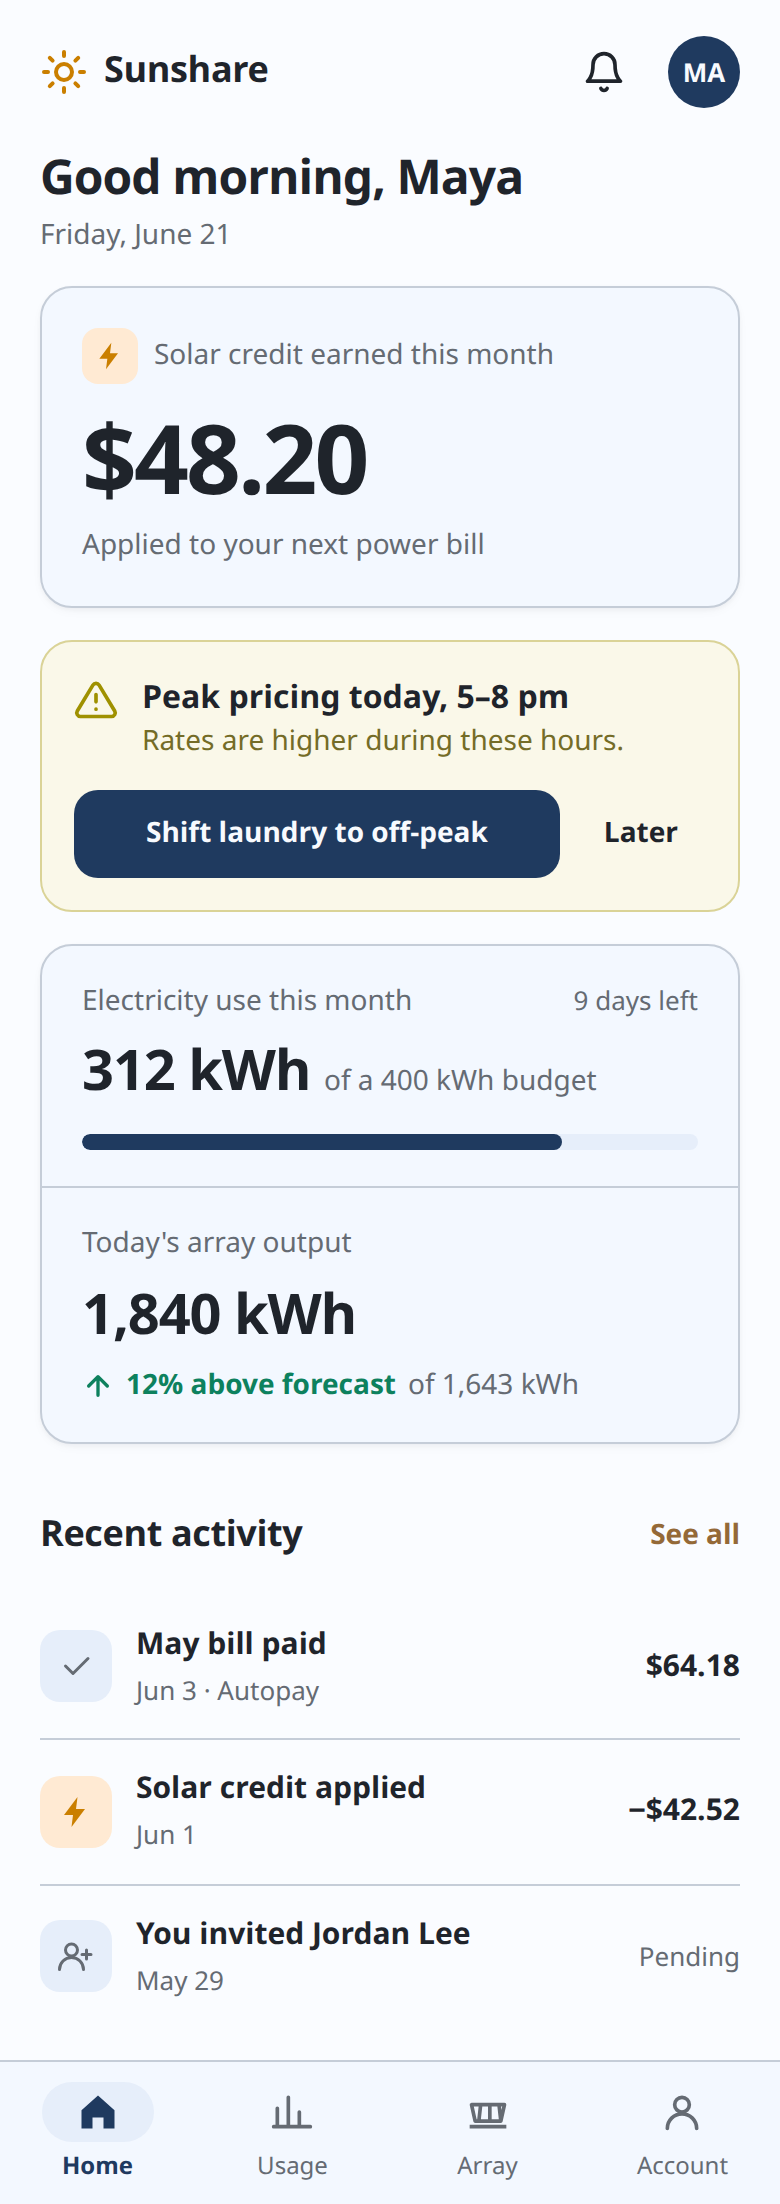 Sunshare
MA
Good morning, Maya
Friday, June 21
Solar credit earned this month
$48.20
Applied to your next power bill
Peak pricing today, 5–8 pm
Rates are higher during these hours.
Shift laundry to off-peak
Later
Electricity use this month
9 days left
312 kWh of a 400 kWh budget
Today's array output
1,840 kWh
12% above forecast of 1,643 kWh
Recent activity
See all
May bill paid
Jun 3 · Autopay
$64.18
Solar credit applied
Jun 1
−$42.52
You invited Jordan Lee
May 29
Pending
Home
Usage
Array
Account